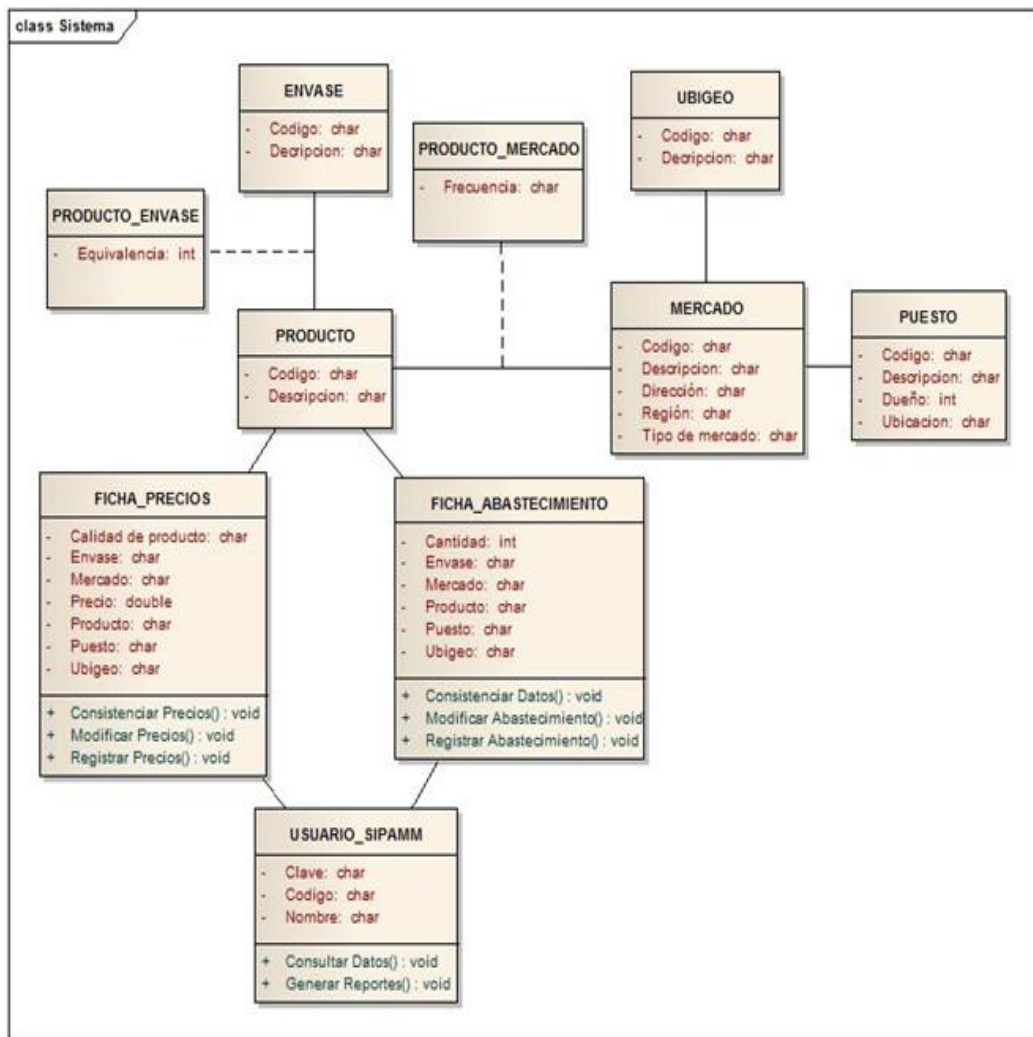 class Sistema
ENVASE
- Codigo: char
- Decripcion: char
UBIGEO
- Codigo: char
- Decripcion: char
PRODUCTO_MERCADO
- Frecuencia: char
PRODUCTO_ENVASE
- Equivalencia: int
PRODUCTO
- Codigo: char
- Descripcion: char
MERCADO
- Codigo: char
- Descripcion: char
- Dirección: char
- Región: char
- Tipo de mercado: char
PUESTO
- Codigo: char
- Descripcion: char
- Dueño: int
- Ubicacion: char
FICHA_PRECIOS
- Calidad de producto: char
- Envase: char
- Mercado: char
- Precio: double
- Producto: char
- Puesto: char
- Ubigeo: char
+ Consistenciar Precios() : void
+ Modificar Precios() : void
+ Registrar Precios() : void
FICHA_ABASTECIMIENTO
- Cantidad: int
- Envase: char
- Mercado: char
- Producto: char
- Puesto: char
- Ubigeo: char
+ Consistenciar Datos() : void
+ Modificar Abastecimiento() : void
+ Registrar Abastecimiento() : void
USUARIO_SIPAMM
- Clave: char
- Codigo: char
- Nombre: char
+ Consultar Datos() : void
+ Generar Reportes() : void